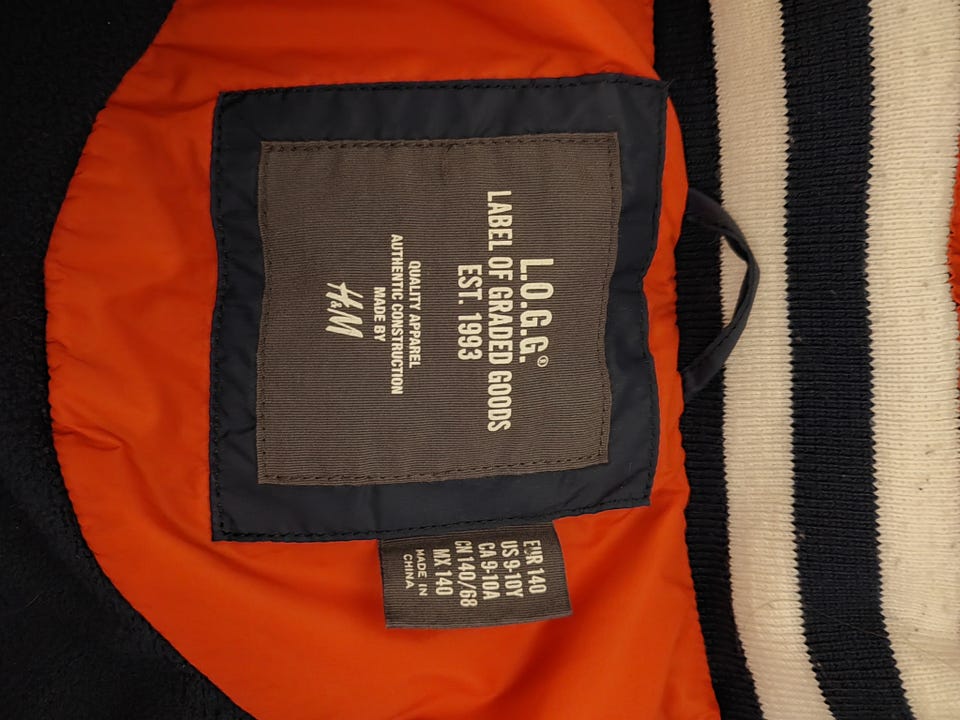 L.O.G.G.®
LABEL OF GRADED GOODS
EST. 1993
QUALITY APPAREL
AUTHENTIC CONSTRUCTION
MADE BY
H&M
EUR 140
US 9-10Y
CA 9-10A
CN 140/68
MX 140
MADE IN
CHINA